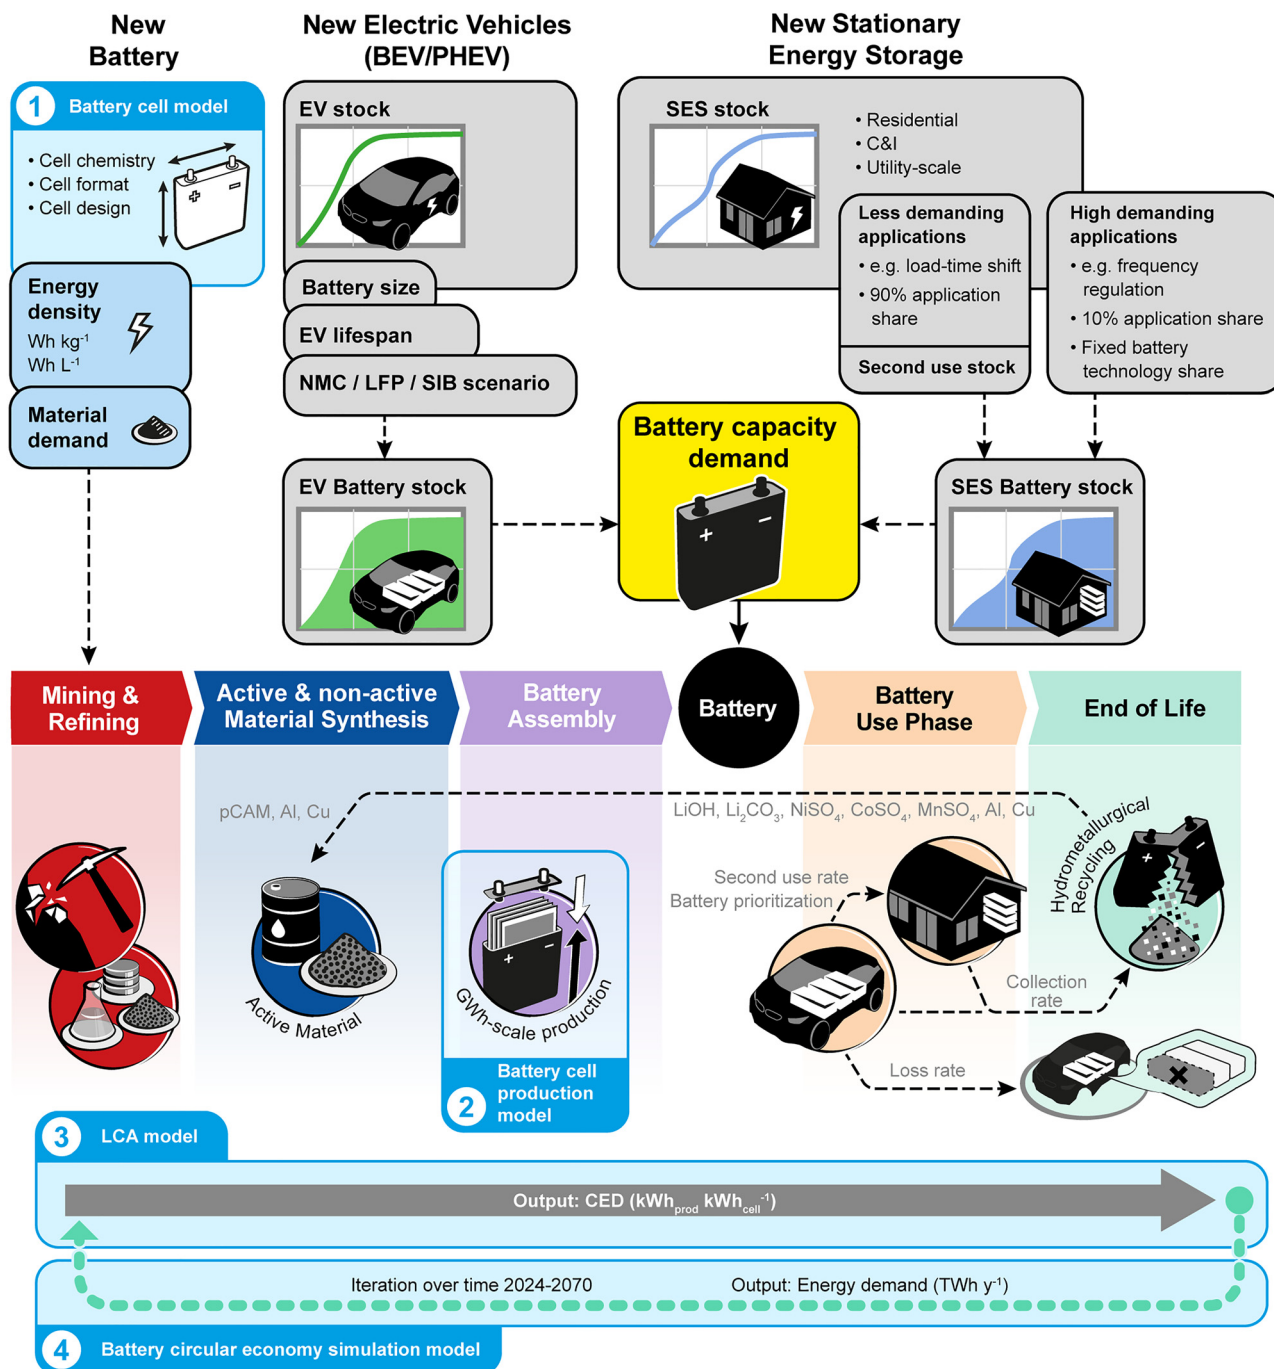 New
Battery
New Electric Vehicles
(BEV/PHEV)
New Stationary
Energy Storage
1
Battery cell model
• Cell chemistry
• Cell format
• Cell design
+
−
Energy
density
Wh kg⁻¹
Wh L⁻¹
Material
demand
EV stock
Battery size
EV lifespan
NMC / LFP / SIB scenario
EV Battery stock
SES stock
• Residential
• C&I
• Utility-scale
Less demanding
applications
• e.g. load-time shift
• 90% application
share
Second use stock
High demanding
applications
• e.g. frequency
regulation
• 10% application share
• Fixed battery
technology share
Battery capacity
demand
+
−
SES Battery stock
Mining &
Refining
Active & non-active
Material Synthesis
Battery
Assembly
Battery
Battery
Use Phase
End of Life
pCAM, Al, Cu
LiOH, Li₂CO₃, NiSO₄, CoSO₄, MnSO₄, Al, Cu
Active Material
+
−
GWh-scale production
2
Battery cell
production
model
Second use rate
Battery prioritization
Hydrometallurgical
Recycling
+
−
Collection
rate
Loss rate
3
LCA model
Output: CED (kWh_prod kWh_cell⁻¹)
Iteration over time 2024-2070
Output: Energy demand (TWh y⁻¹)
4
Battery circular economy simulation model